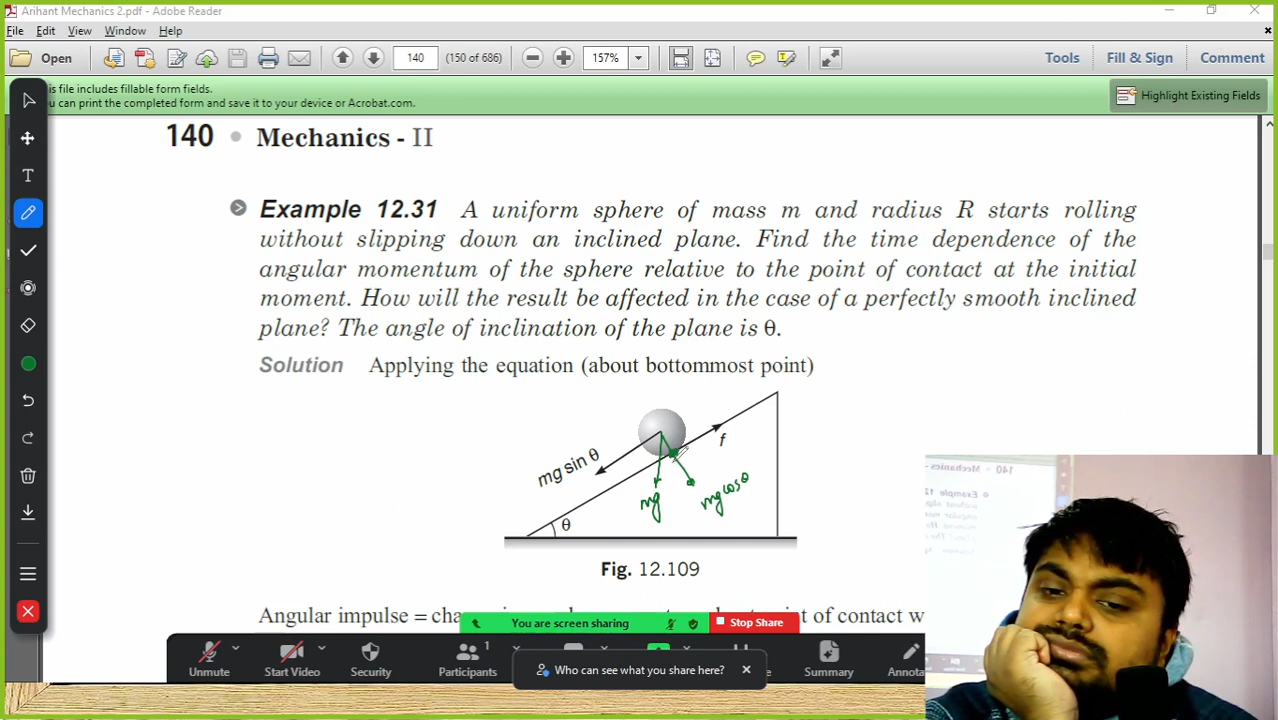 Arihant Mechanics 2.pdf - Adobe Reader
File Edit View Window Help
Open 140 (150 of 686) 157% Tools Fill & Sign Comment
is file includes fillable form fields.
u can print the completed form and save it to your device or Acrobat.com.
Highlight Existing Fields
140 • Mechanics - II
Example 12.31 A uniform sphere of mass m and radius R starts rolling
without slipping down an inclined plane. Find the time dependence of the
angular momentum of the sphere relative to the point of contact at the initial
moment. How will the result be affected in the case of a perfectly smooth inclined
plane? The angle of inclination of the plane is θ.
Solution Applying the equation (about bottommost point)
f
mg sin θ
mg
mg cosθ
θ
Fig. 12.109
Angular impulse = cha
t of contact w
You are screen sharing Stop Share
Unmute Start Video Security Participants 1 Summary Annota
Who can see what you share here?